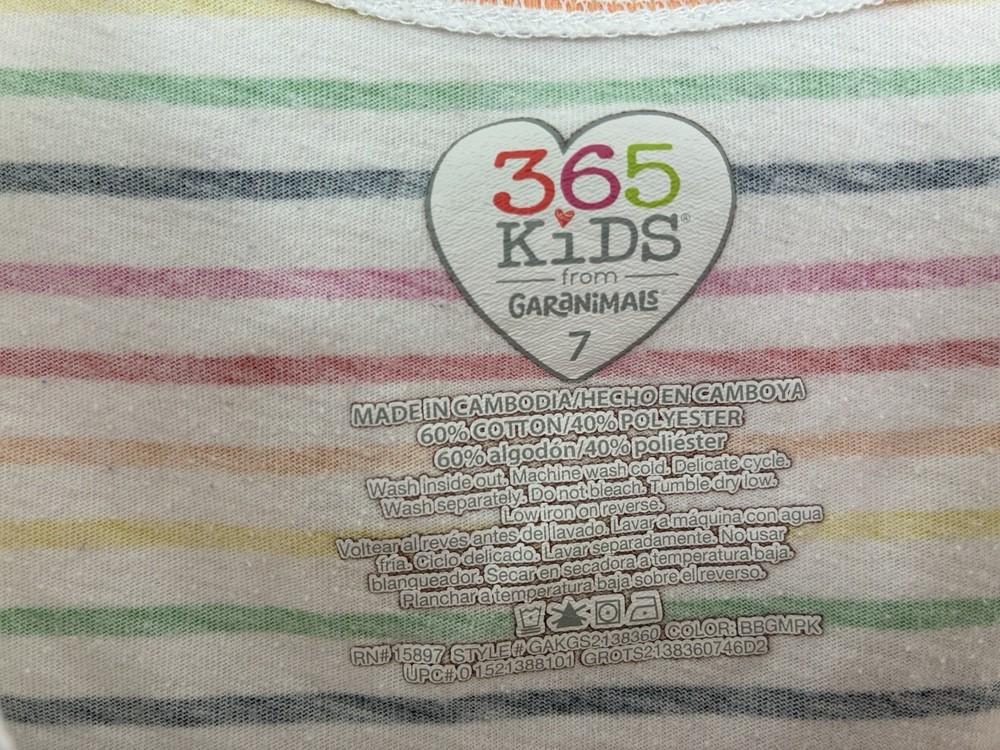 365
KiDS®
from
GARaNiMALS
7
MADE IN CAMBODIA/HECHO EN CAMBOYA
60% COTTON/40% POLYESTER
60% algodón/40% poliéster
Wash inside out. Machine wash cold. Delicate cycle.
Wash separately. Do not bleach. Tumble dry low.
Low iron on reverse.
Voltear al revés antes del lavado. Lavar a máquina con agua
fría. Ciclo delicado. Lavar separadamente. No usar
blanqueador. Secar en secadora a temperatura baja.
Planchar a temperatura baja sobre el reverso.
RN# 15897 STYLE# GAKGS2138360 COLOR: BBGMPK
UPC# 0 1521388101 GROTS2138360746D2